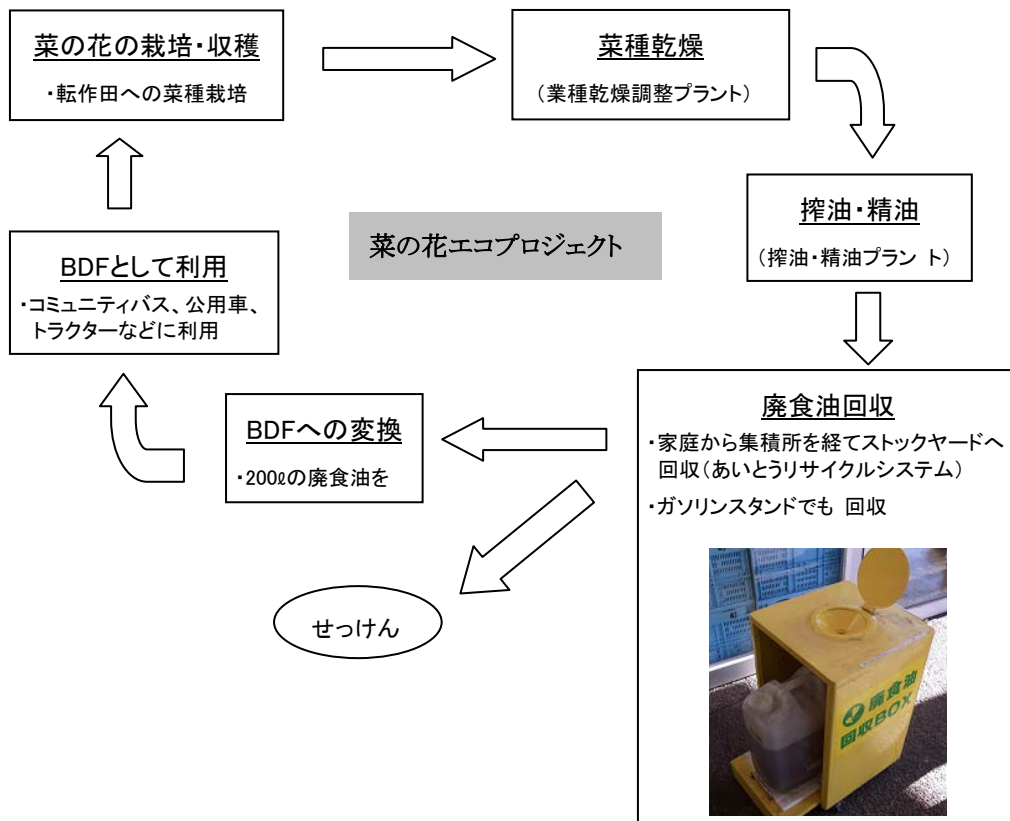 菜の花の栽培・収穫
・転作田への菜種栽培
菜種乾燥
（業種乾燥調整プラント）
搾油・精油
（搾油・精油プラン ト）
菜の花エコプロジェクト
BDFとして利用
・コミュニティバス、公用車、
トラクターなどに利用
BDFへの変換
・200ℓの廃食油を
廃食油回収
・家庭から集積所を経てストックヤードへ
回収（あいとうリサイクルシステム）
・ガソリンスタンドでも 回収
せっけん
廃食油
回収BOX